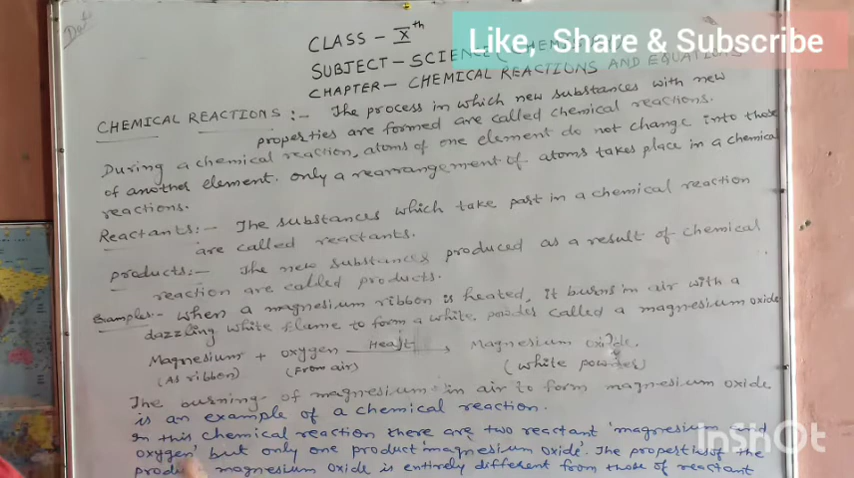 Like, Share & Subscribe
CLASS - Xth
SUBJECT - SCIENCE (
CHAPTER - CHEMICAL REACTIONS AND EQUATIONS
CHEMICAL REACTIONS :- The process in which new substances with new
properties are formed are called chemical reactions.
During a chemical reaction, atoms of one element do not change into those
of another element. only a rearrangement of atoms takes place in a chemical
reactions.
Reactants:- The substances which take part in a chemical reaction
are called reactants.
products:- The new substances produced as a result of chemical
reaction are called products.
Examples:- When a magnesium ribbon is heated, it burns in air with a
dazzling white flame to form a white powder called a magnesium oxide
Magnesium + oxygen Heat → Magnesium oxide.
(As ribbon) (From air) (white powder)
The burning of magnesium in air to form magnesium oxide
is an example of a chemical reaction.
In this chemical reaction there are two reactant 'magnesium and
oxygen' but only one product 'magnesium oxide'. The properties of the
product magnesium oxide is entirely different from those of reactant
InShOt